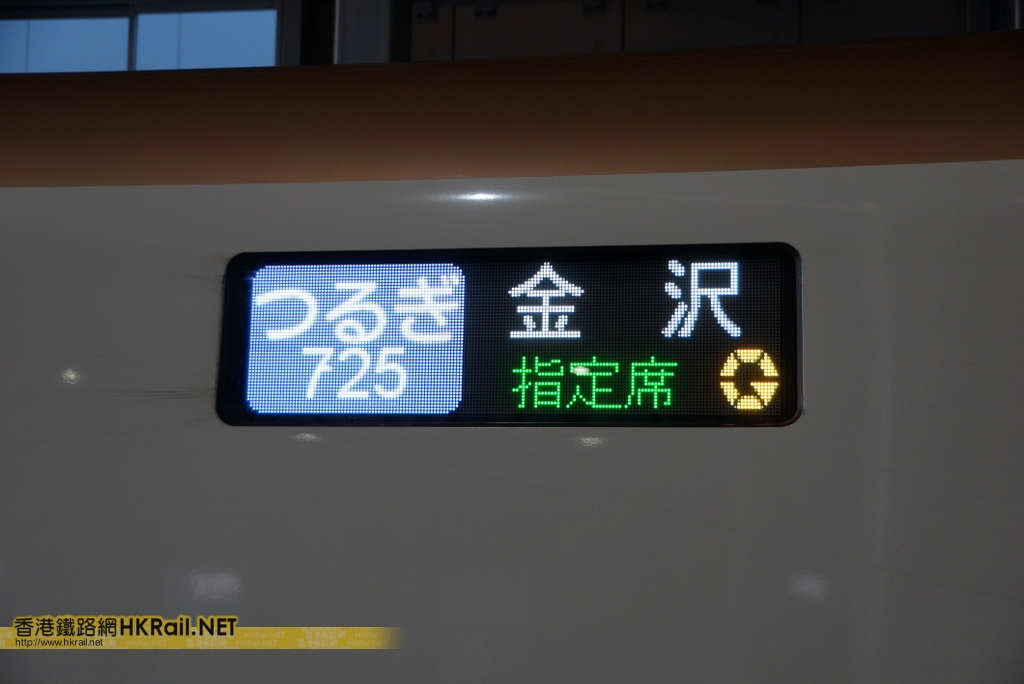 つるぎ 金沢
725 指定席 G
香港鐵路網HKRail.NET
http://www.hkrail.net